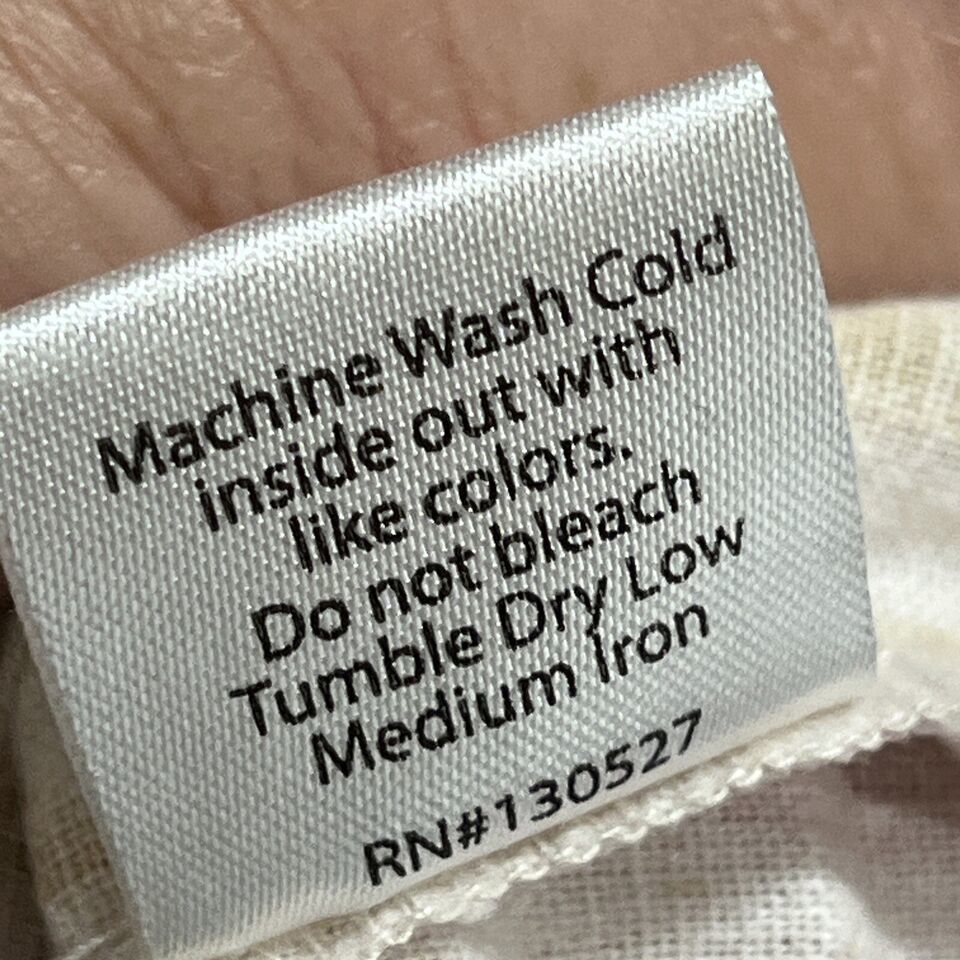 Machine Wash Cold
inside out with
like colors.
Do not bleach
Tumble Dry Low
Medium Iron
RN#130527